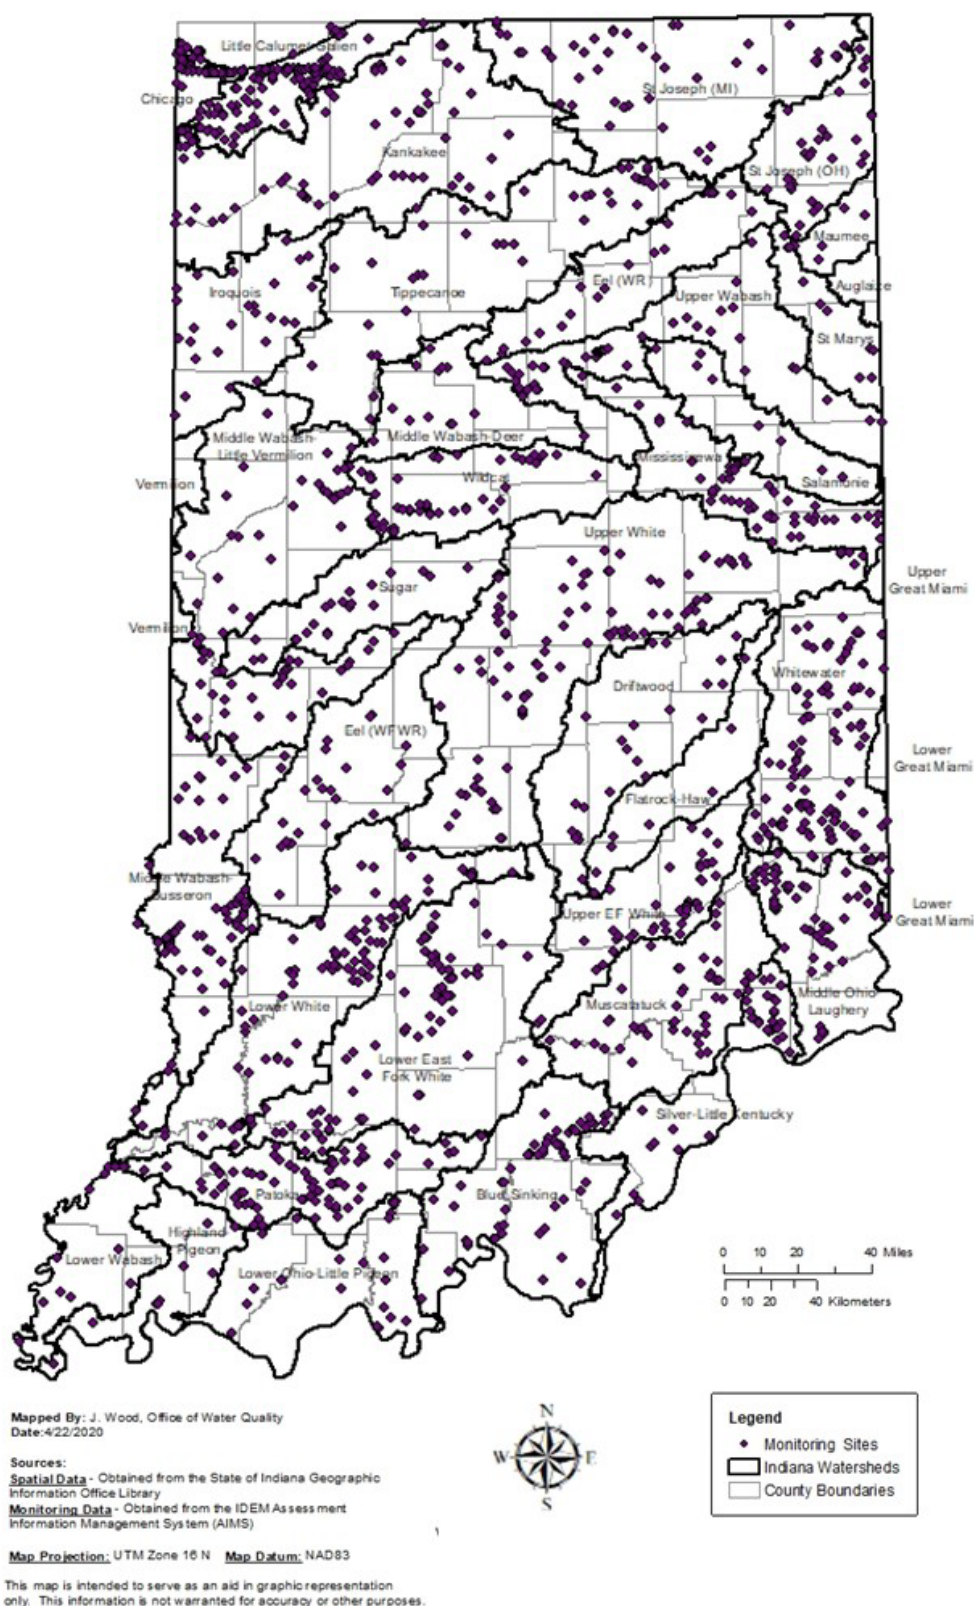 Little Calumet-Galien
Chicago
St Joseph (MI)
Kankakee
St Joseph (OH)
Maumee
Auglaize
Eel (WR)
Iroquois
Tippecanoe
Upper Wabash
St Marys
Middle Wabash-
Little Vermilion
Middle Wabash-Deer
Mississinewa
Wildcat
Vermilion
Salamonie
Upper White
Upper
Great Miami
Sugar
Vermilion
Whitewater
Driftwood
Eel (WFWR)
Lower
Great Miami
Flatrock-Haw
Middle Wabash-
Busseron
Upper EF White
Lower
Great Miami
Lower White
Muscatatuck
Middle Ohio-
Laughery
Lower East
Fork White
Silver-Little Kentucky
Patoka
Blue-Sinking
Highland-
Pigeon
Lower Wabash
Lower Ohio-Little Pigeon
0 10 20 40 Miles
0 10 20 40 Kilometers
Mapped By: J. Wood, Office of Water Quality
Date:4/22/2020
Sources:
Spatial Data - Obtained from the State of Indiana Geographic
Information Office Library
Monitoring Data - Obtained from the IDEM Assessment
Information Management System (AIMS)
Map Projection: UTM Zone 16 N Map Datum: NAD83
This map is intended to serve as an aid in graphic representation
only. This information is not warranted for accuracy or other purposes.
N
W E
S
Legend
Monitoring Sites
Indiana Watersheds
County Boundaries